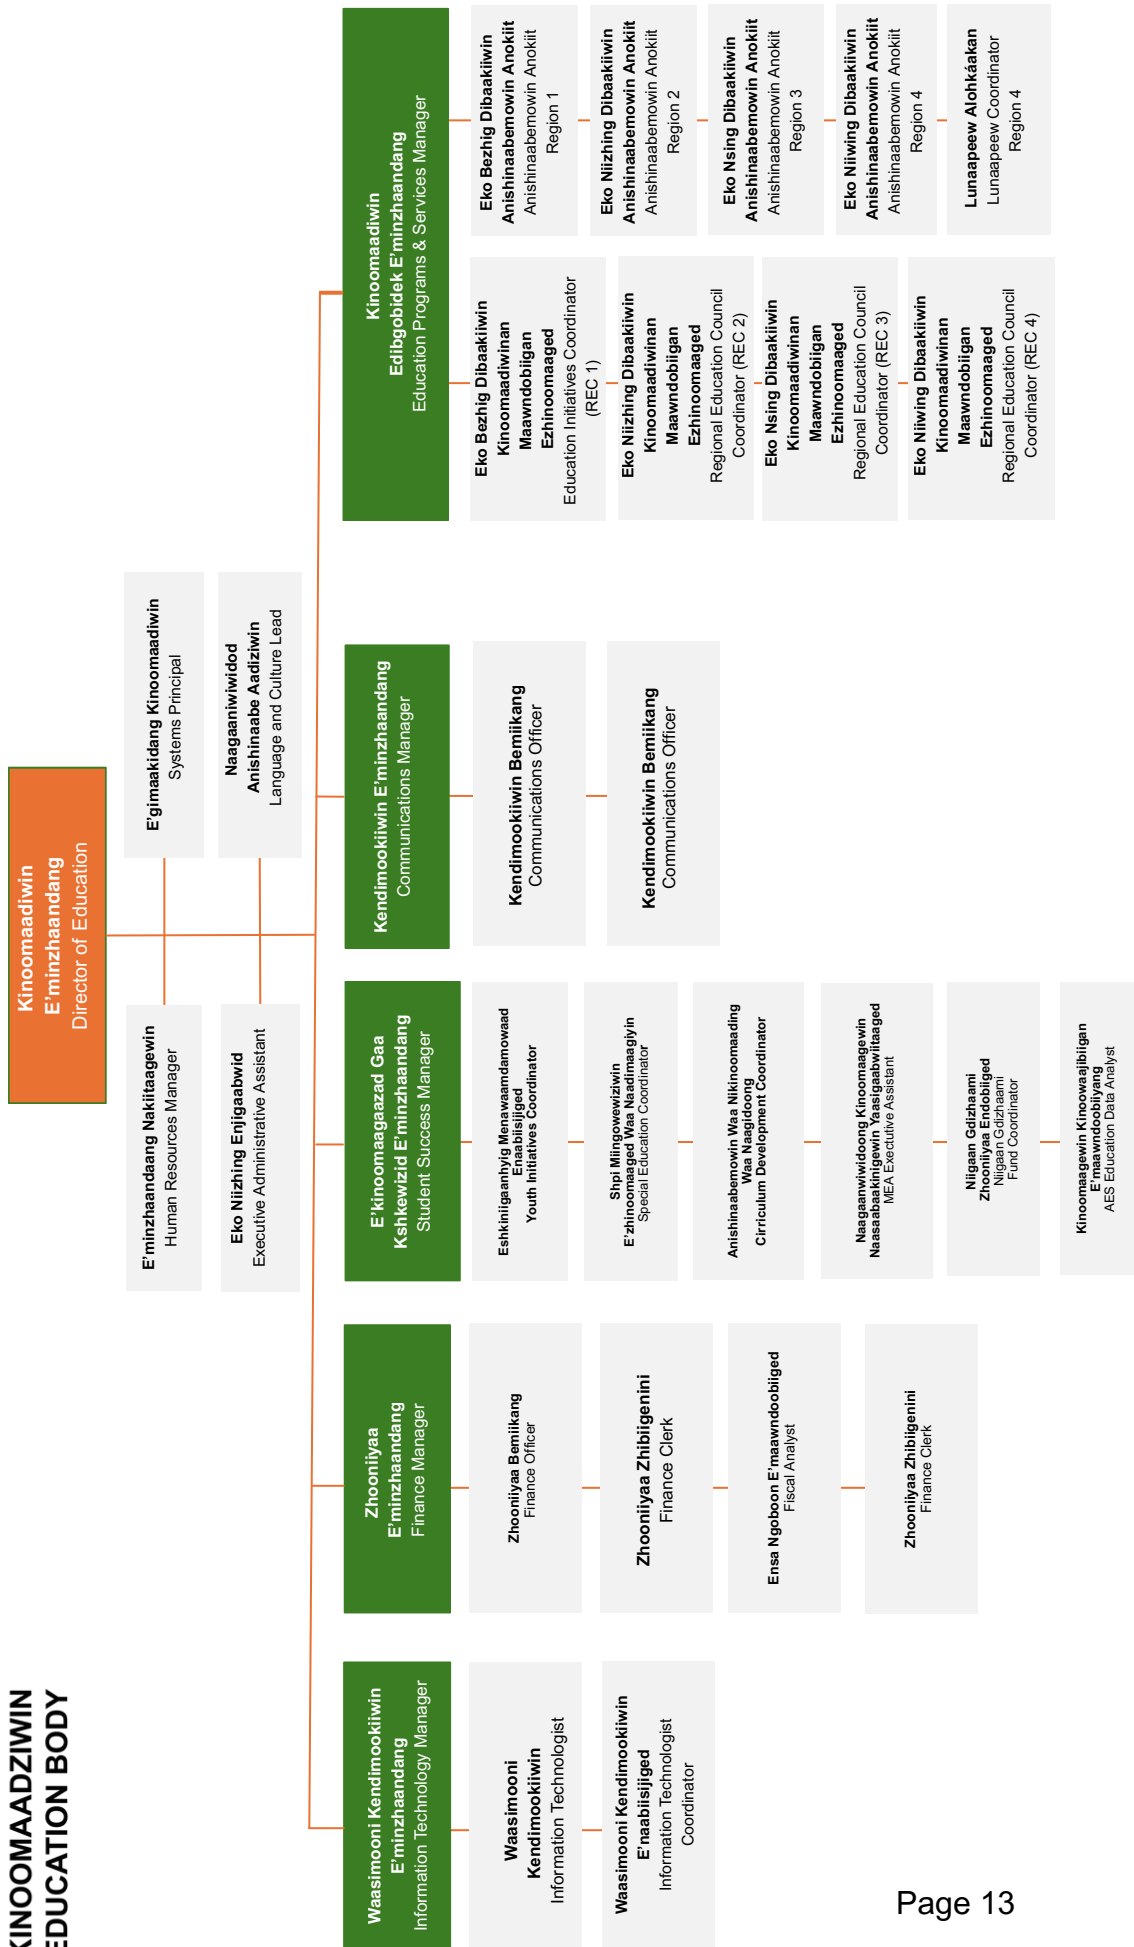 KINOOMAADZIWIN
EDUCATION BODY
Kinoomaadiwin
E'minzhaandang
Director of Education
E'minzhaandaang Nakiitaagewin
Human Resources Manager
E'gimaakidang Kinoomaadiwin
Systems Principal
Eko Niizhing Enjigaabwid
Executive Administrative Assistant
Naagaaniwiwidod
Anishinaabe Aadiziwin
Language and Culture Lead
Waasimooni Kendimookiiwin
E'minzhaandang
Information Technology Manager
Waasimooni
Kendimookiiwin
Information Technologist
Waasimooni Kendimookiiwin
E'naabiisijiged
Information Technologist
Coordinator
Zhooniiyaa
E'minzhaandang
Finance Manager
Zhooniiyaa Bemiikang
Finance Officer
Zhooniiyaa Zhibiigenini
Finance Clerk
Ensa Ngoboon E'maawndoobiiged
Fiscal Analyst
Zhooniiyaa Zhibiigenini
Finance Clerk
E'kinoomaagaazad Gaa
Kshkewizid E'minzhaandang
Student Success Manager
Eshkiniigaanhyig Menawaamdamowaad
Enaabiisijiged
Youth Initiatives Coordinator
Shpi Miingowewiziwin
E'zhinoomaaged Waa Naadimaagiyin
Special Education Coordinator
Anishinaabemowin Waa Nikinoomaading
Waa Naagidoong
Cirriculum Development Coordinator
Naagaanwidoong Kinoomaagewin
Naasaabaakinigewin Yaasigaabwiitaaged
MEA Executive Assistant
Niigaan Gdizhaami
Zhooniiyaa Endobiiged
Niigaan Gdizhaami
Fund Coordinator
Kinoomaagewin Kinoowaajibiigan
E'maawndoobiiyang
AES Education Data Analyst
Kendimookiiwin E'minzhaandang
Communications Manager
Kendimookiiwin Bemiikang
Communications Officer
Kendimookiiwin Bemiikang
Communications Officer
Kinoomaadiwin
Edibgobidek E'minzhaandang
Education Programs & Services Manager
Eko Bezhig Dibaakiiwin
Kinoomaadiwinan
Maawndobiigan
Ezhinoomaaged
Education Initiatives Coordinator
(REC 1)
Eko Niizhing Dibaakiiwin
Kinoomaadiwinan
Maawndobiigan
Ezhinoomaaged
Regional Education Council
Coordinator (REC 2)
Eko Nsing Dibaakiiwin
Kinoomaadiwinan
Maawndobiigan
Ezhinoomaaged
Regional Education Council
Coordinator (REC 3)
Eko Niiwing Dibaakiiwin
Kinoomaadiwinan
Maawndobiigan
Ezhinoomaaged
Regional Education Council
Coordinator (REC 4)
Eko Bezhig Dibaakiiwin
Anishinaabemowin Anokiit
Anishinaabemowin Anokiit
Region 1
Eko Niizhing Dibaakiiwin
Anishinaabemowin Anokiit
Anishinaabemowin Anokiit
Region 2
Eko Nsing Dibaakiiwin
Anishinaabemowin Anokiit
Anishinaabemowin Anokiit
Region 3
Eko Niiwing Dibaakiiwin
Anishinaabemowin Anokiit
Anishinaabemowin Anokiit
Region 4
Lunaapeew Alohkáakan
Lunaapeew Coordinator
Region 4
Page 13